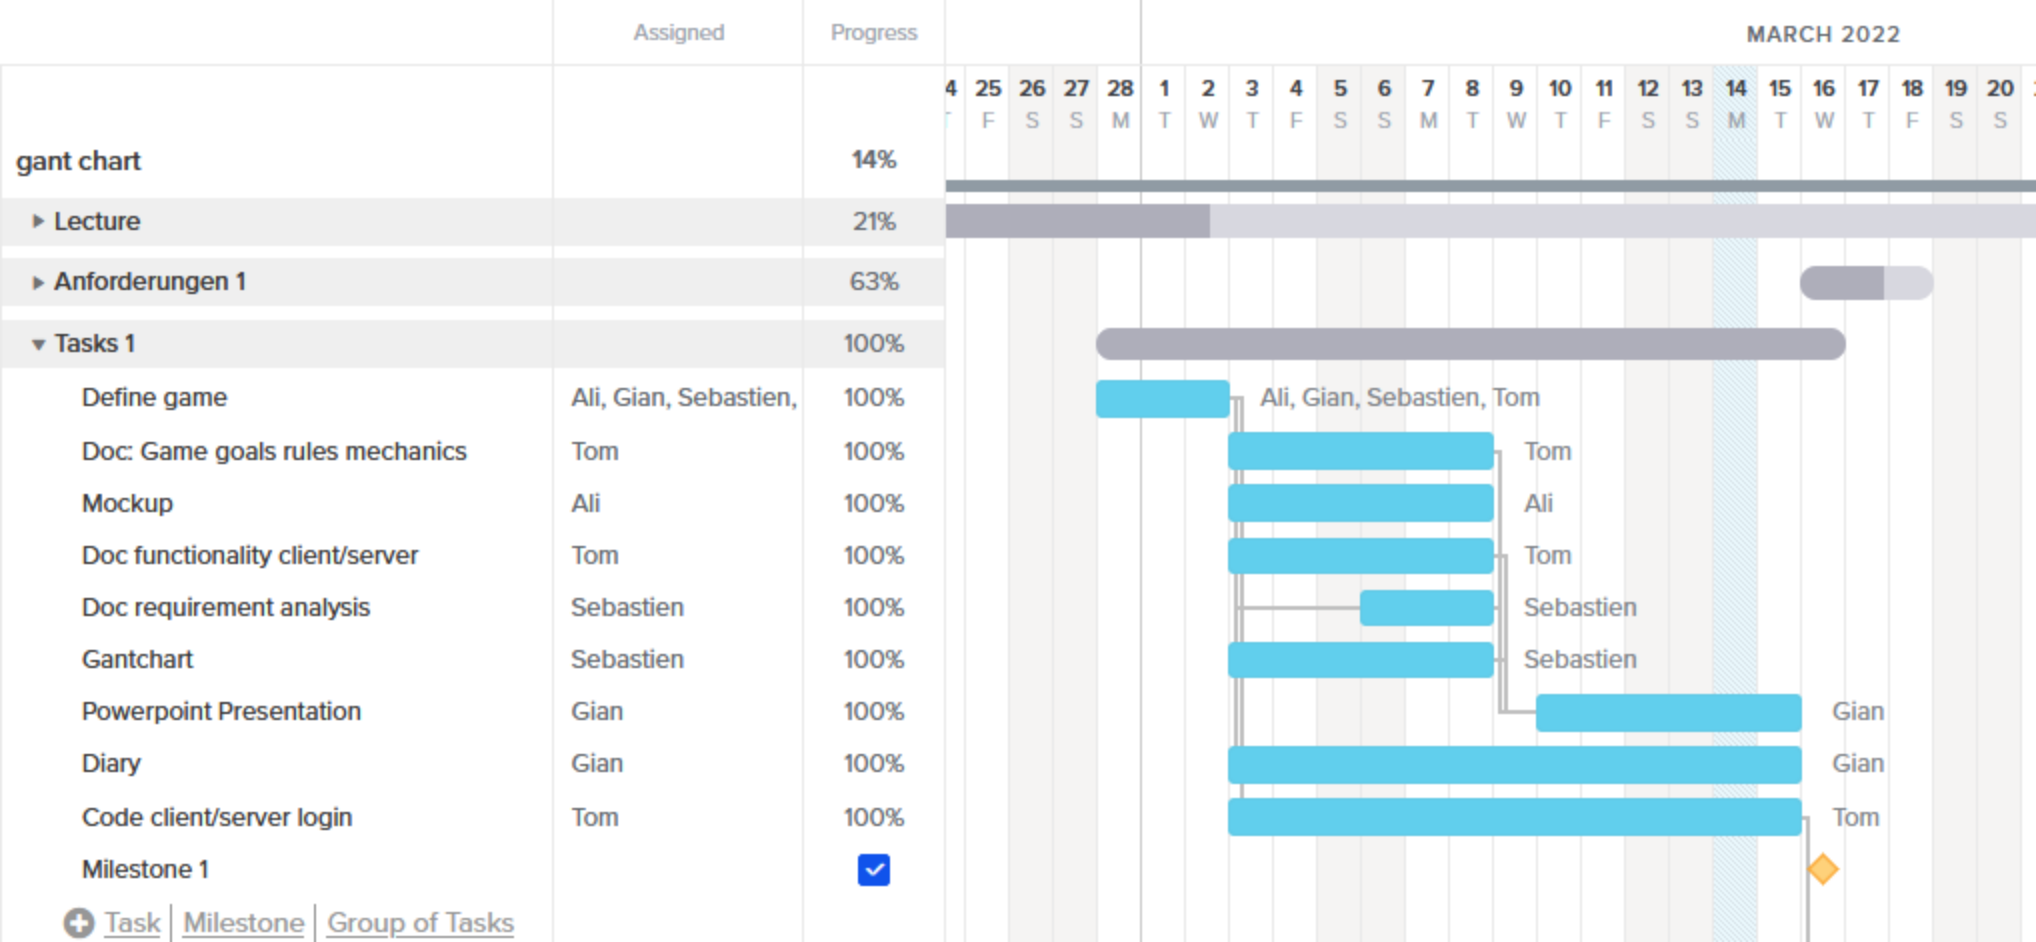 Assigned Progress MARCH 2022
4 25 26 27 28 1 2 3 4 5 6 7 8 9 10 11 12 13 14 15 16 17 18 19 20
T F S S M T W T F S S M T W T F S S M T W T F S S
gant chart 14%
Lecture 21%
Anforderungen 1 63%
Tasks 1 100%
Define game Ali, Gian, Sebastien, 100% Ali, Gian, Sebastien, Tom
Doc: Game goals rules mechanics Tom 100% Tom
Mockup Ali 100% Ali
Doc functionality client/server Tom 100% Tom
Doc requirement analysis Sebastien 100% Sebastien
Gantchart Sebastien 100% Sebastien
Powerpoint Presentation Gian 100% Gian
Diary Gian 100% Gian
Code client/server login Tom 100% Tom
Milestone 1
Task Milestone Group of Tasks